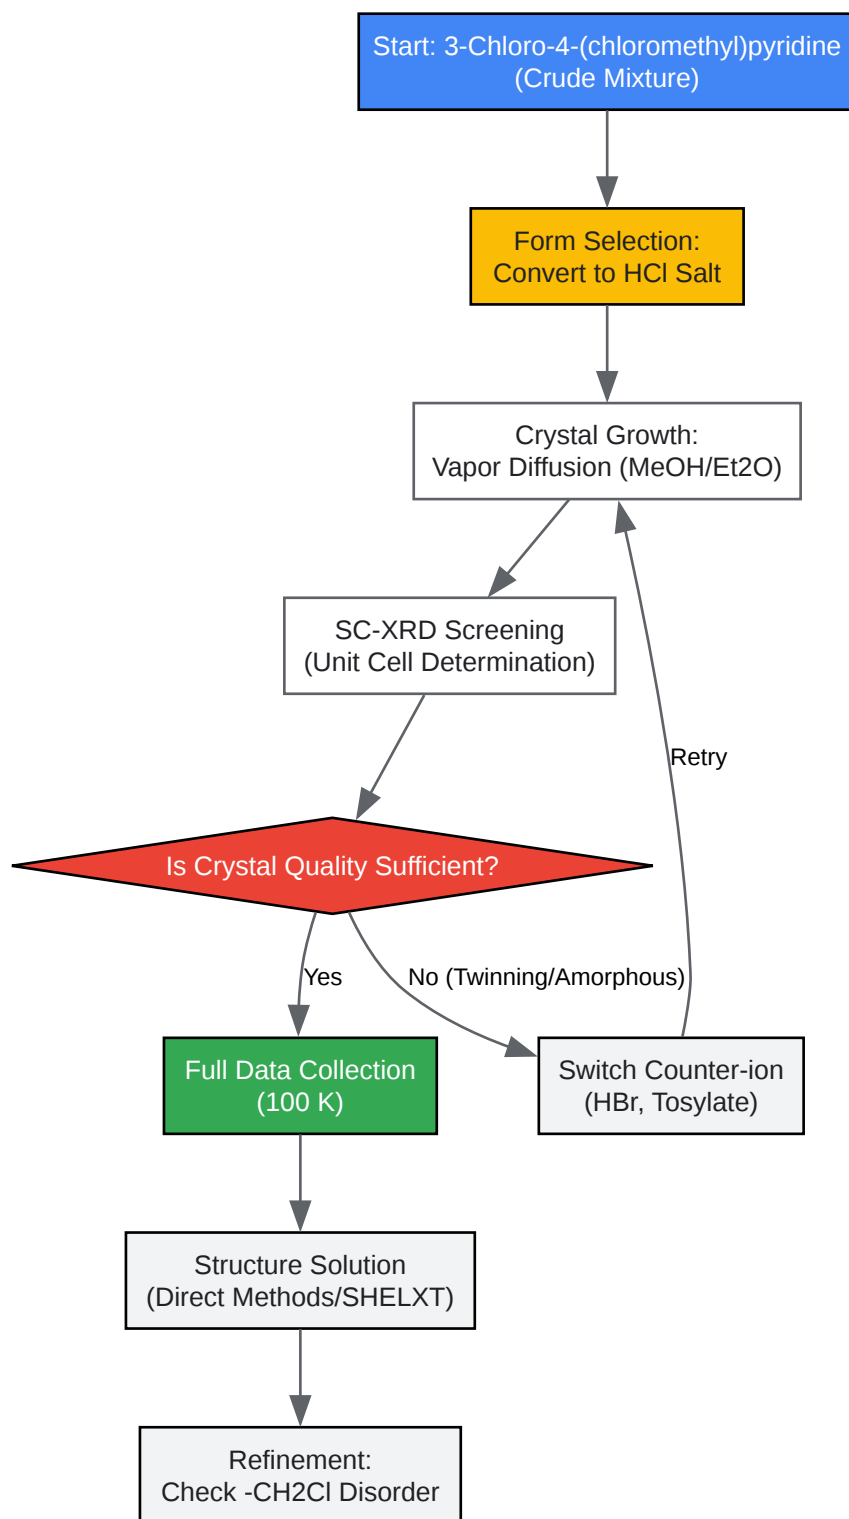 Start: 3-Chloro-4-(chloromethyl)pyridine
(Crude Mixture)
Form Selection:
Convert to HCl Salt
Crystal Growth:
Vapor Diffusion (MeOH/Et2O)
SC-XRD Screening
(Unit Cell Determination)
Retry
Is Crystal Quality Sufficient?
Yes
No (Twinning/Amorphous)
Full Data Collection
(100 K)
Switch Counter-ion
(HBr, Tosylate)
Structure Solution
(Direct Methods/SHELXT)
Refinement:
Check -CH2Cl Disorder